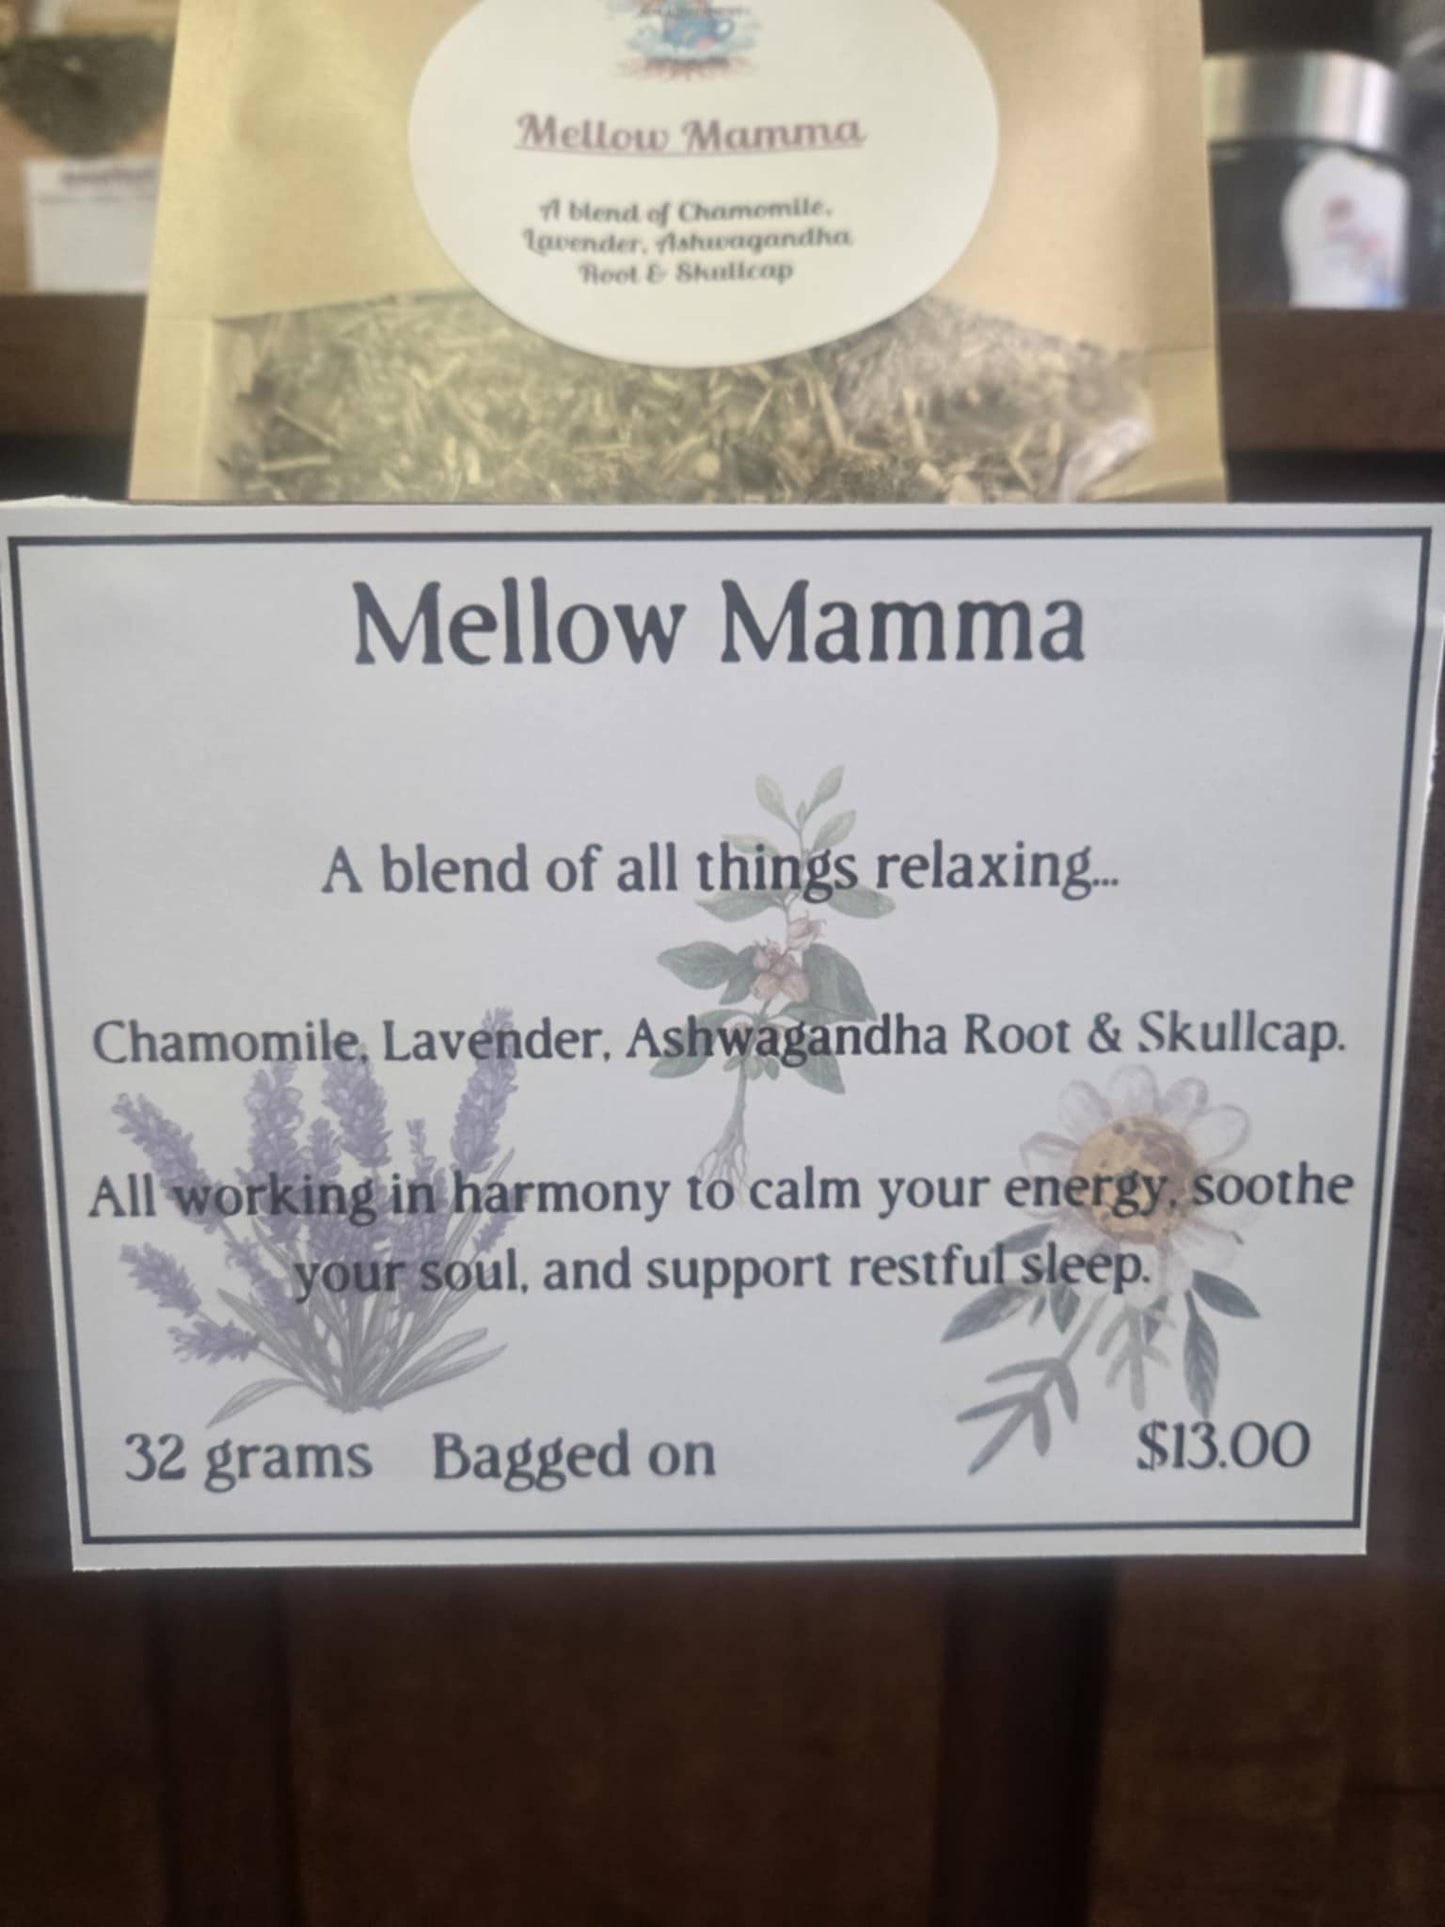 Mellow Mamma
A blend of Chamomile,
Lavender, Ashwagandha
Root & Skullcap
Mellow Mamma
A blend of all things relaxing...
Chamomile, Lavender, Ashwagandha Root & Skullcap.
All working in harmony to calm your energy, soothe
your soul, and support restful sleep.
32 grams Bagged on $13.00